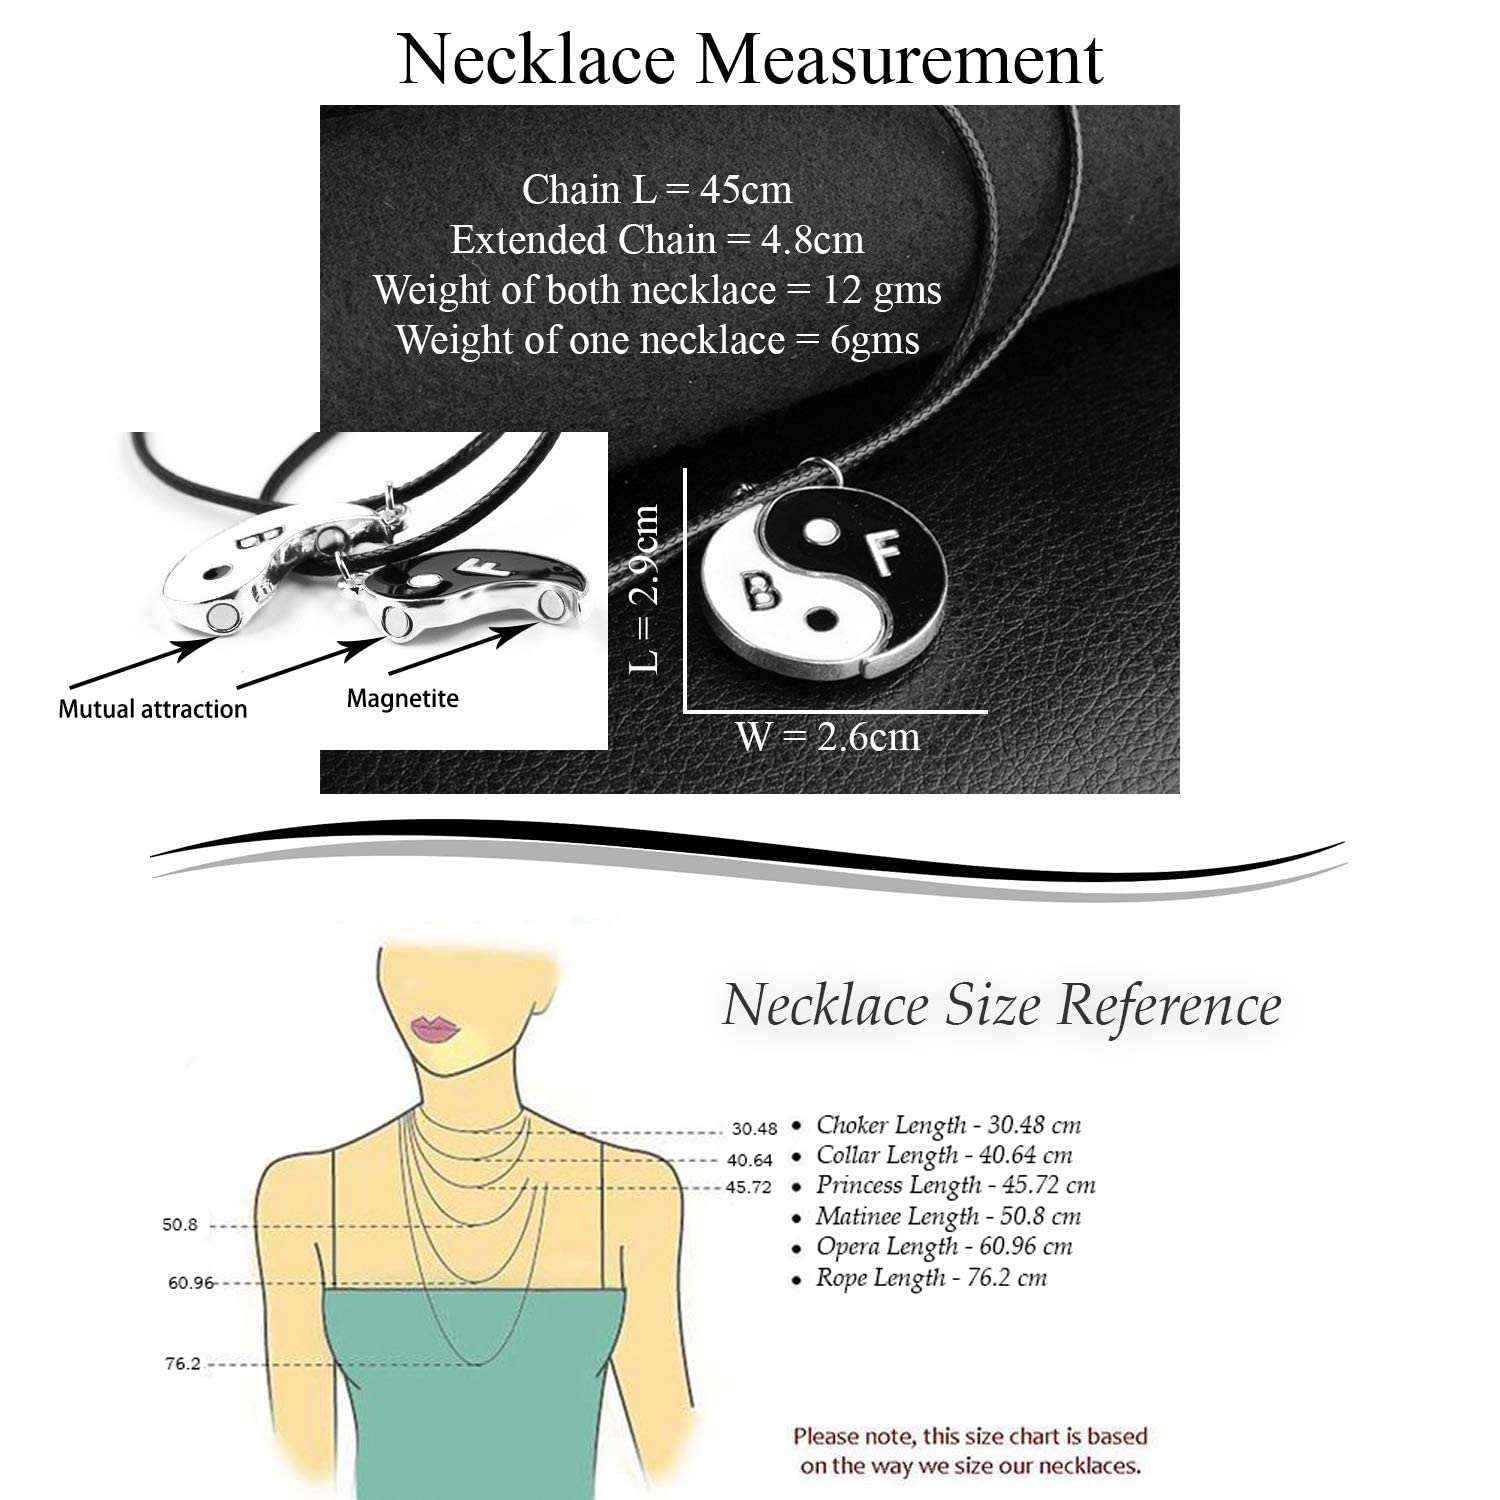 Necklace Measurement
Chain L = 45cm
Extended Chain = 4.8cm
Weight of both necklace = 12 gms
Weight of one necklace = 6gms
B
F
F
B
L = 2.9cm
W = 2.6cm
Mutual attraction
Magnetite
Necklace Size Reference
30.48
40.64
45.72
50.8
60.96
76.2
• Choker Length - 30.48 cm
• Collar Length - 40.64 cm
• Princess Length - 45.72 cm
• Matinee Length - 50.8 cm
• Opera Length - 60.96 cm
• Rope Length - 76.2 cm
Please note, this size chart is based
on the way we size our necklaces.